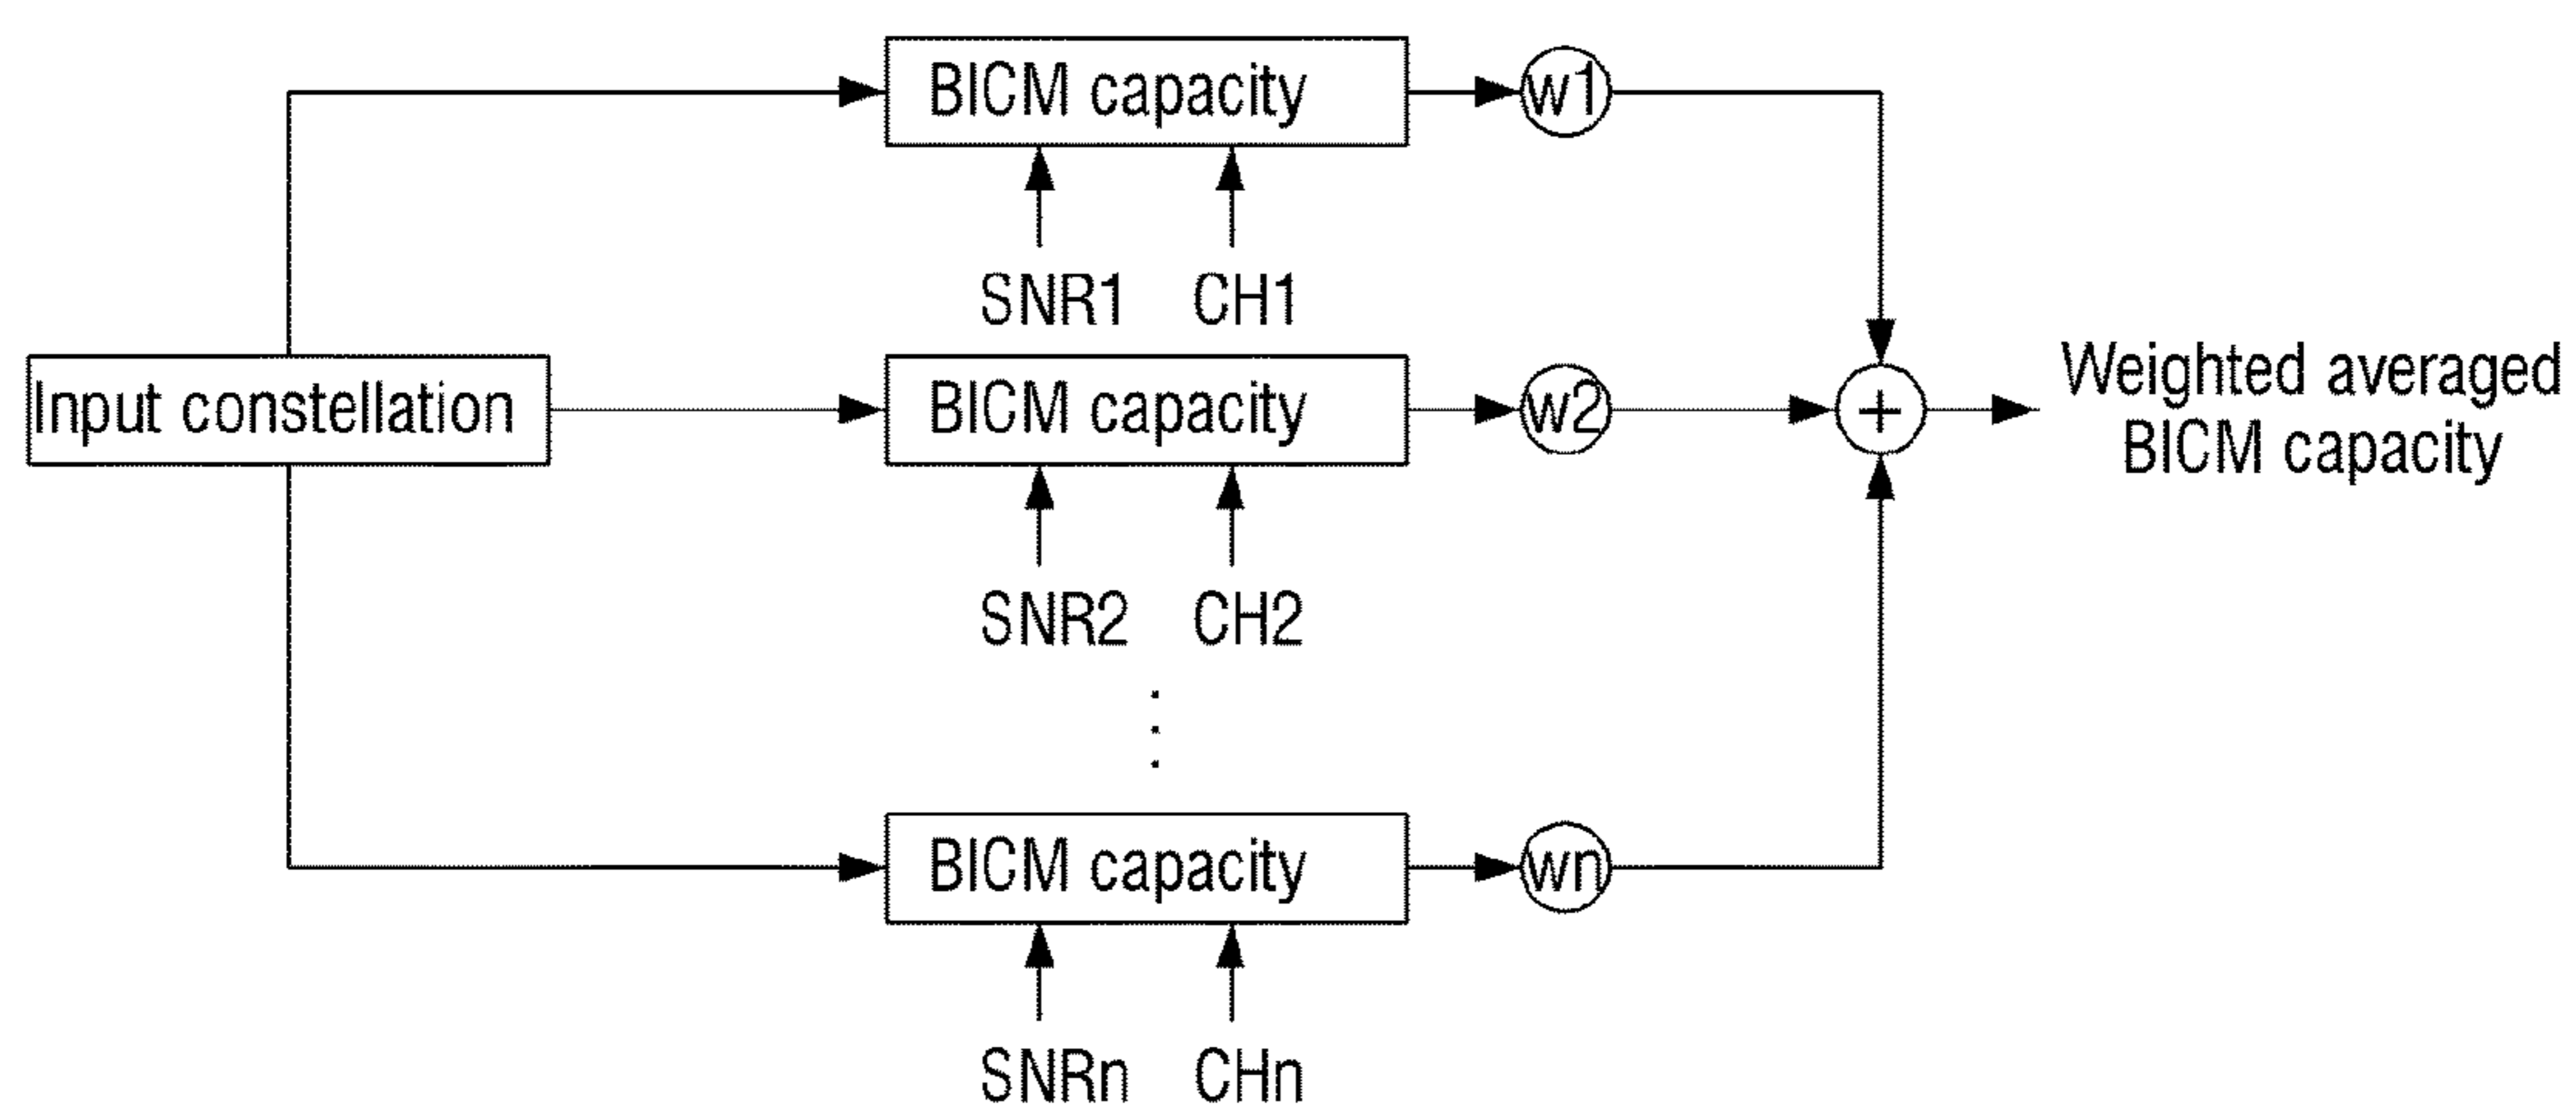 BICM capacity
w1
SNR1 CH1
Input constellation
BICM capacity
w2
+
Weighted averaged
BICM capacity
SNR2 CH2
BICM capacity
wn
SNRn CHn